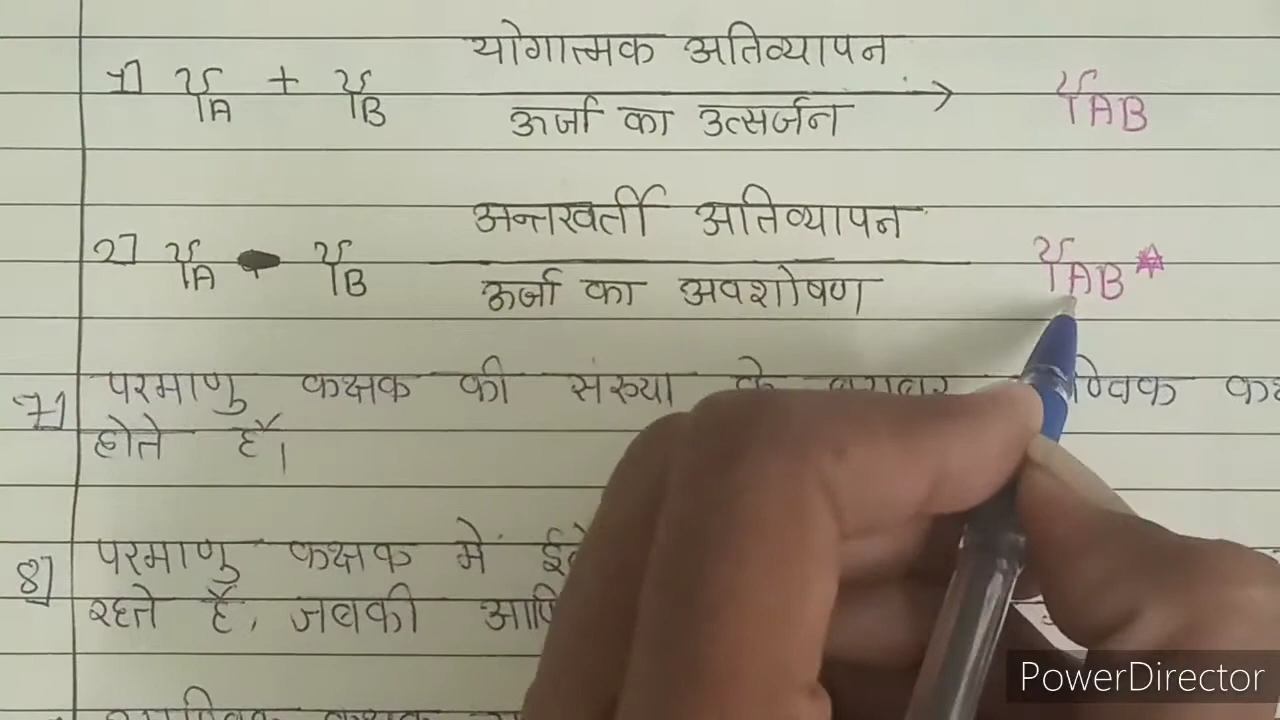 1] ΨA + ΨB योगात्मक अतिव्यापन → ΨAB
ऊर्जा का उत्सर्जन
2] ΨA - ΨB अन्तरवर्ती अतिव्यापन ΨAB*
ऊर्जा का अवशोषण
7] परमाणु कक्षक की संख्या के
होते है।
8] परमाणु कक्षक में
रहते है, जबकी
PowerDirector